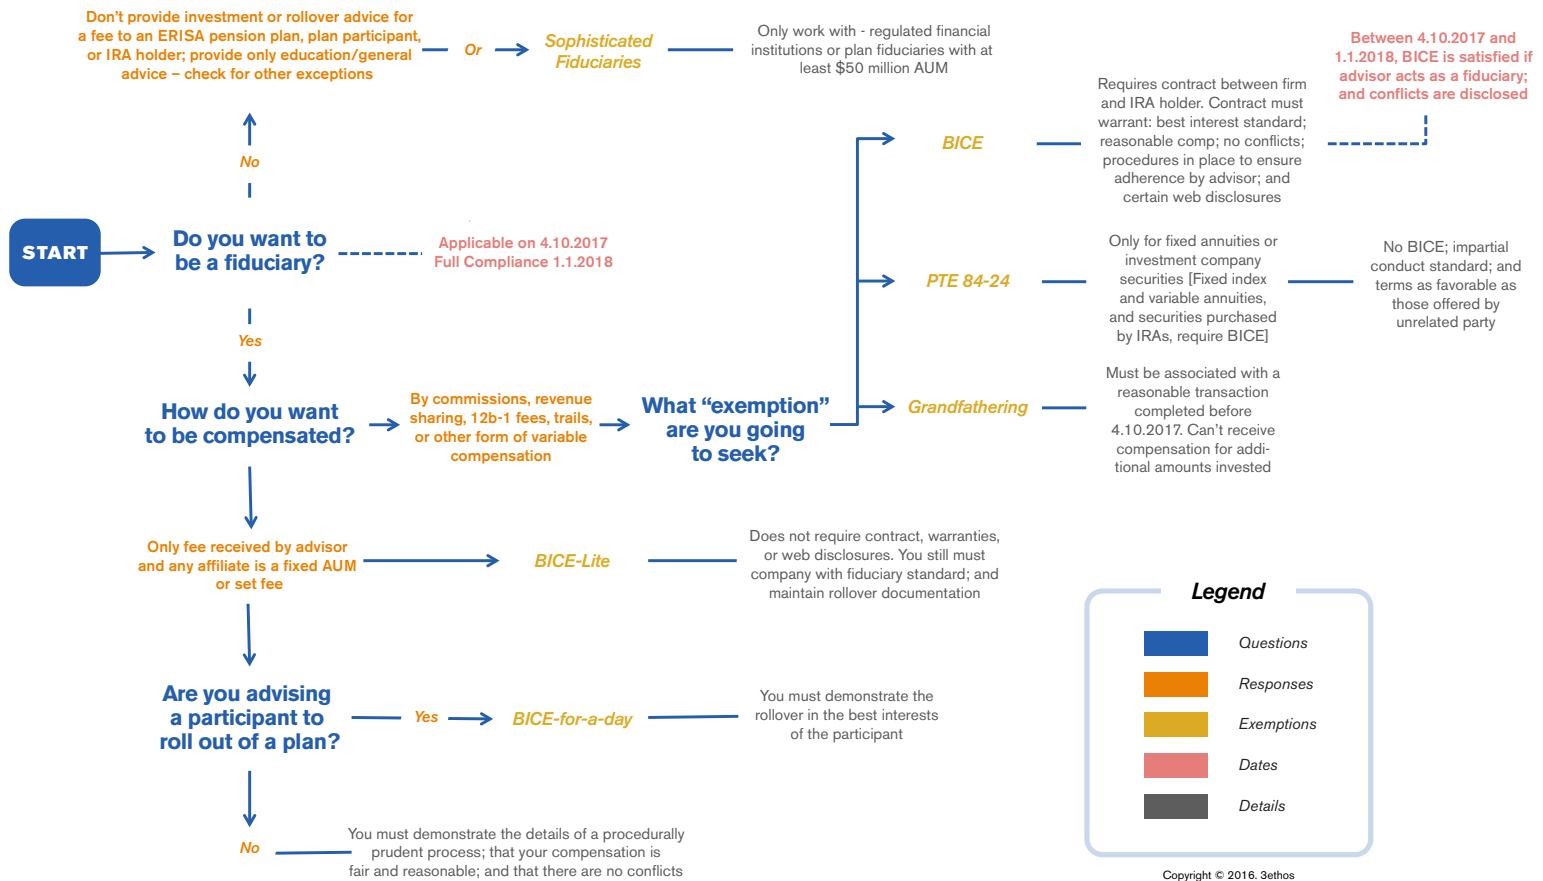 Don't provide investment or rollover advice for
a fee to an ERISA pension plan, plan participant,
or IRA holder; provide only education/general
advice – check for other exceptions
Or
Sophisticated
Fiduciaries
Only work with - regulated financial
institutions or plan fiduciaries with at
least $50 million AUM
Between 4.10.2017 and
1.1.2018, BICE is satisfied if
advisor acts as a fiduciary;
and conflicts are disclosed
No
BICE
Requires contract between firm
and IRA holder. Contract must
warrant: best interest standard;
reasonable comp; no conflicts;
procedures in place to ensure
adherence by advisor; and
certain web disclosures
START
Do you want to
be a fiduciary?
Applicable on 4.10.2017
Full Compliance 1.1.2018
PTE 84-24
Only for fixed annuities or
investment company
securities [Fixed index
and variable annuities,
and securities purchased
by IRAs, require BICE]
No BICE; impartial
conduct standard; and
terms as favorable as
those offered by
unrelated party
Yes
How do you want
to be compensated?
By commissions, revenue
sharing, 12b-1 fees, trails,
or other form of variable
compensation
What “exemption”
are you going
to seek?
Grandfathering
Must be associated with a
reasonable transaction
completed before
4.10.2017. Can't receive
compensation for addi-
tional amounts invested
Only fee received by advisor
and any affiliate is a fixed AUM
or set fee
BICE-Lite
Does not require contract, warranties,
or web disclosures. You still must
company with fiduciary standard; and
maintain rollover documentation
Are you advising
a participant to
roll out of a plan?
Yes
BICE-for-a-day
You must demonstrate the
rollover in the best interests
of the participant
No
You must demonstrate the details of a procedurally
prudent process; that your compensation is
fair and reasonable; and that there are no conflicts
Legend
Questions
Responses
Exemptions
Dates
Details
Copyright © 2016. 3ethos